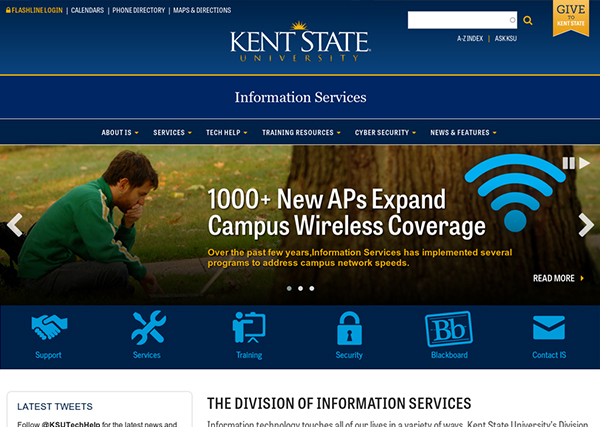 FLASHLINE LOGIN | CALENDARS | PHONE DIRECTORY | MAPS & DIRECTIONS
GIVE
TO
KENT STATE
KENT STATE
UNIVERSITY
A-Z INDEX | ASK KSU
Information Services
ABOUT IS SERVICES TECH HELP TRAINING RESOURCES CYBER SECURITY NEWS & FEATURES
1000+ New APs Expand
Campus Wireless Coverage
Over the past few years,Information Services has implemented several
programs to address campus network speeds.
READ MORE
Bb
Support Services Training Security Blackboard Contact IS
LATEST TWEETS
Follow @KSUTechHelp for the latest news and
THE DIVISION OF INFORMATION SERVICES
Information technology touches all of our lives in a variety of ways. Kent State University's Division